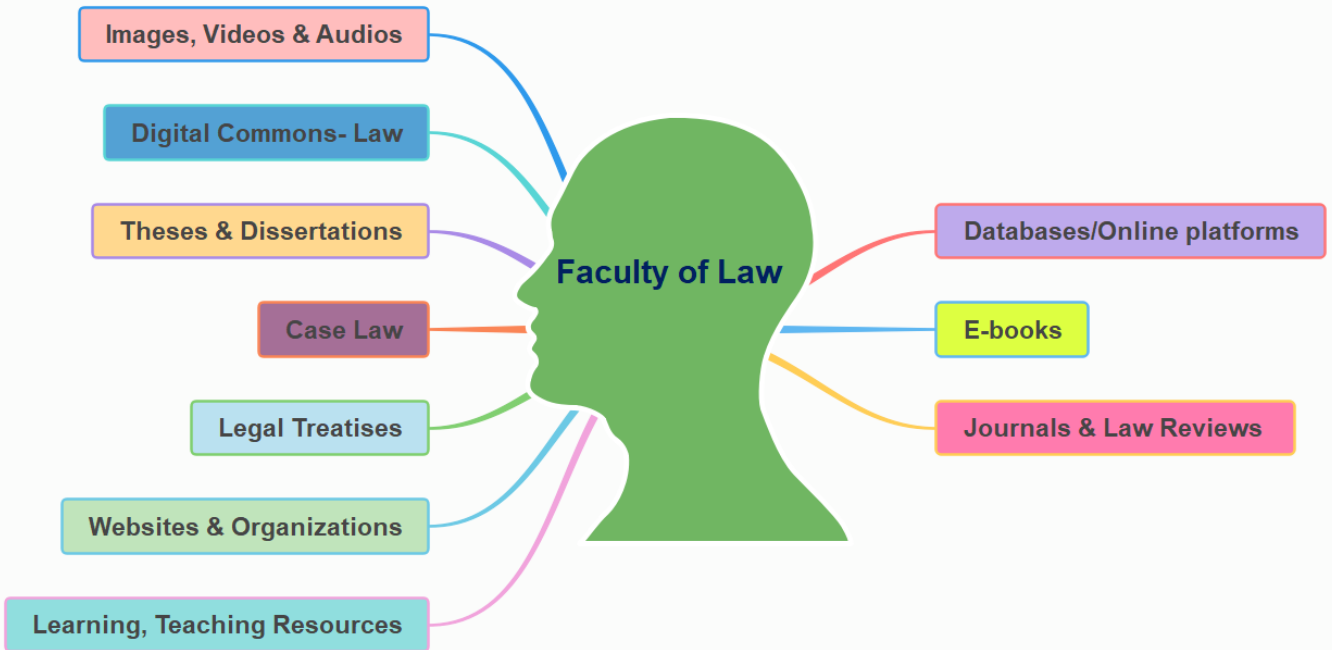 Images, Videos & Audios
Digital Commons- Law
Theses & Dissertations
Case Law
Legal Treatises
Websites & Organizations
Learning, Teaching Resources
Faculty of Law
Databases/Online platforms
E-books
Journals & Law Reviews